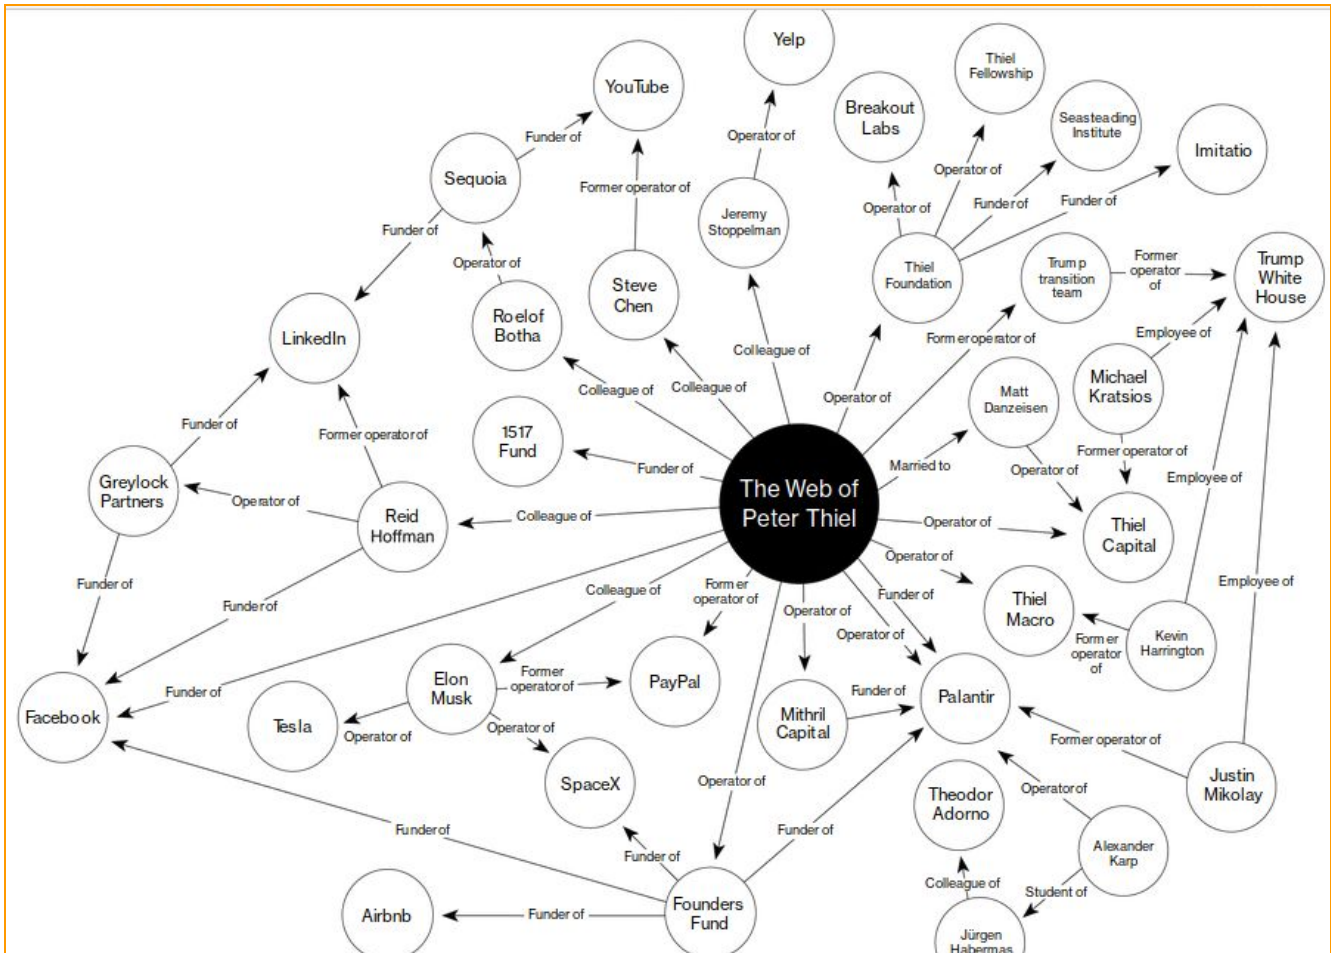 Yelp
Thiel
Fellowship
YouTube
Breakout
Labs
Seasteading
Institute
Funder of
Operator of
Imitatio
Sequoia
Operator of
Former operator of
Funder of
Funder of
Operator of
Jeremy
Stoppelman
Funder of
Operator of
Thiel
Foundation
Trump
transition
team
Former
operator
of
Trump
White
House
Steve
Chen
LinkedIn
Roelof
Botha
Former operator of
Employee of
Colleague of
Colleague of
Colleague of
Operator of
Matt
Danzeisen
Michael
Kratsios
Funder of
Former operator of
1517
Fund
Funder of
Married to
Operator of
Former operator of
Employee of
Greylock
Partners
Operator of
Reid
Hoffman
Colleague of
The Web of
Peter Thiel
Operator of
Thiel
Capital
Operator of
Funder of
Funder of
Colleague of
Former
operator of
Operator of
Funder of
Operator of
Thiel
Macro
Former
operator
of
Kevin
Harrington
Employee of
Facebook
Funder of
Tesla
Operator of
Elon
Musk
Former
operator of
Operator of
PayPal
Mithril
Capital
Funder of
Palantir
Former operator of
Justin
Mikolay
SpaceX
Operator of
Theodor
Adorno
Operator of
Funder of
Funder of
Funder of
Alexander
Karp
Colleague of
Student of
Airbnb
Funder of
Founders
Fund
Jürgen
Habermas